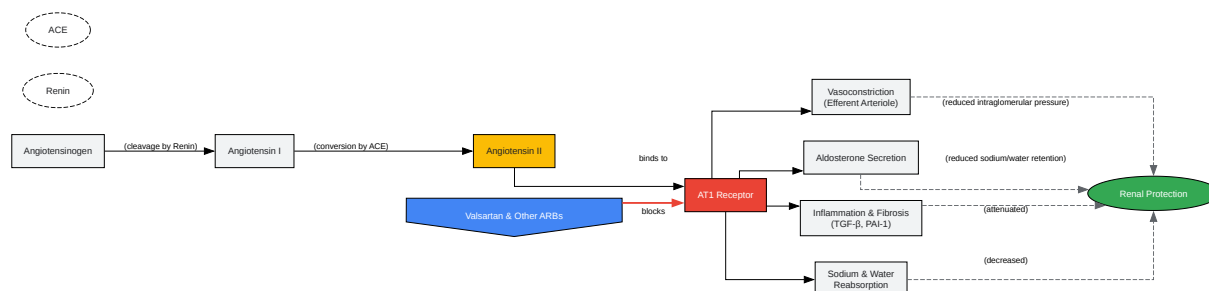 ACE
Renin
Angiotensinogen
(cleavage by Renin)
Angiotensin I
(conversion by ACE)
Angiotensin II
Valsartan & Other ARBs
binds to
blocks
AT1 Receptor
Vasoconstriction
(Efferent Arteriole)
(reduced intraglomerular pressure)
Aldosterone Secretion
(reduced sodium/water retention)
Inflammation & Fibrosis
(TGF-β, PAI-1)
(attenuated)
Sodium & Water
Reabsorption
(decreased)
Renal Protection